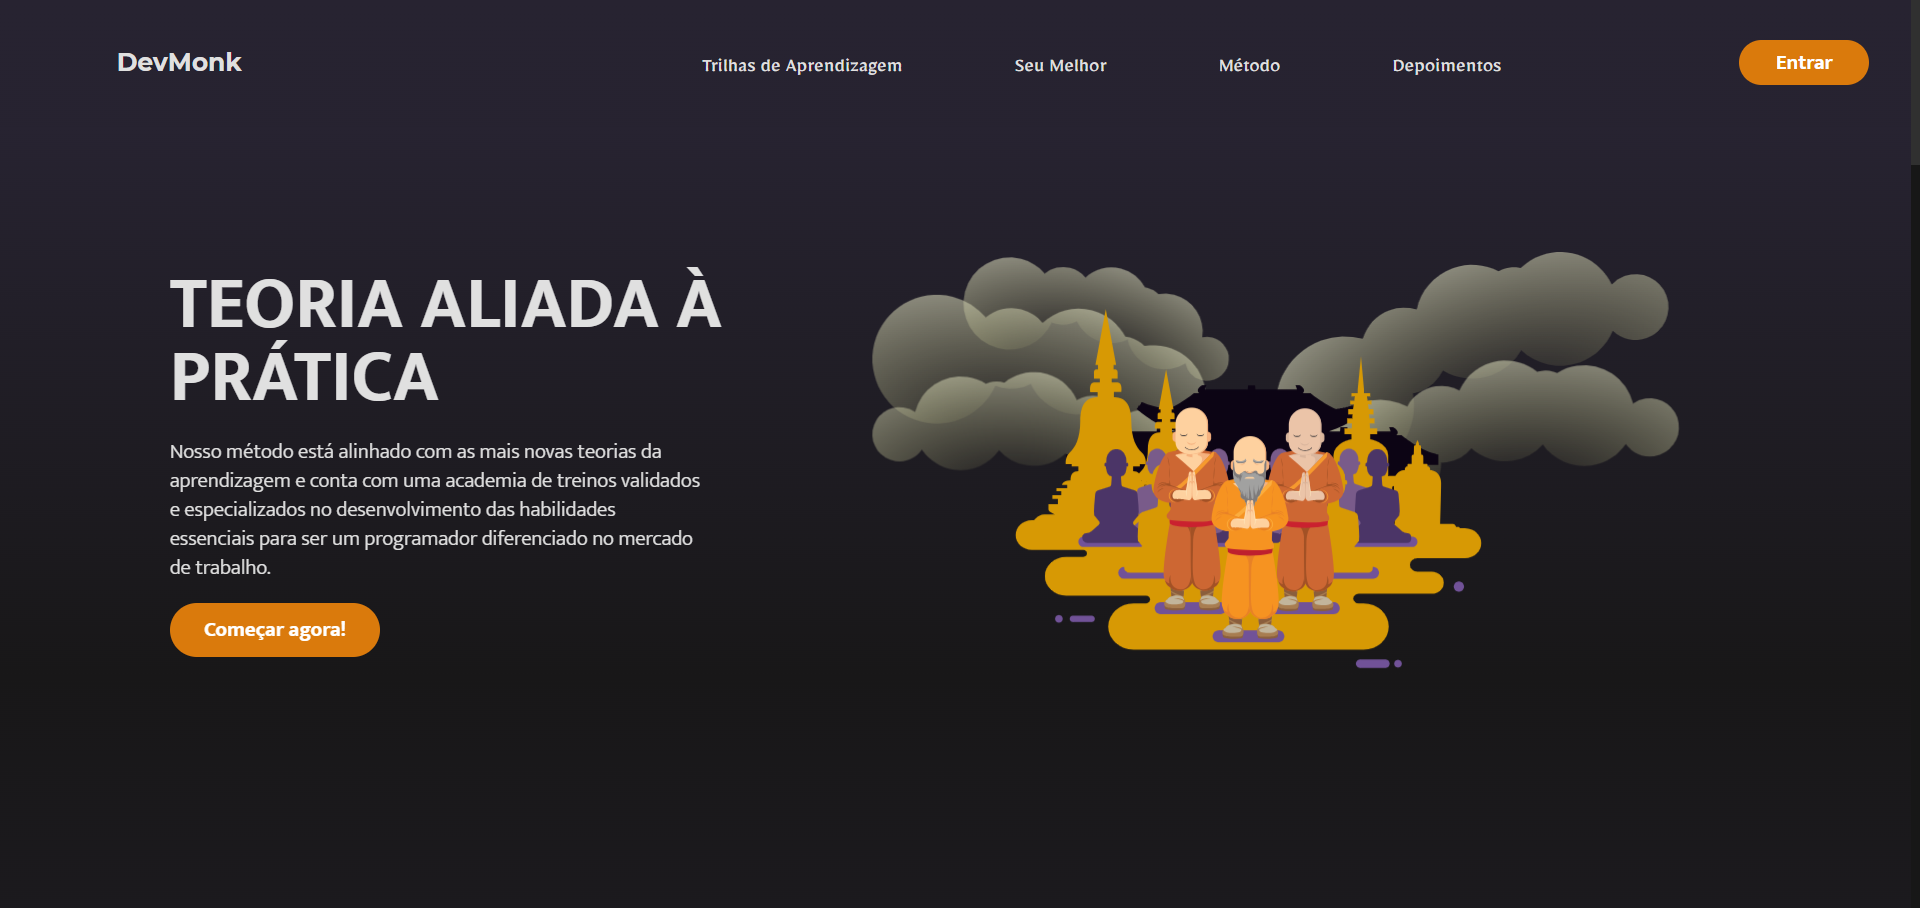 DevMonk
Trilhas de Aprendizagem
Seu Melhor
Método
Depoimentos
Entrar
TEORIA ALIADA À
PRÁTICA
Nosso método está alinhado com as mais novas teorias da
aprendizagem e conta com uma academia de treinos validados
e especializados no desenvolvimento das habilidades
essenciais para ser um programador diferenciado no mercado
de trabalho.
Começar agora!